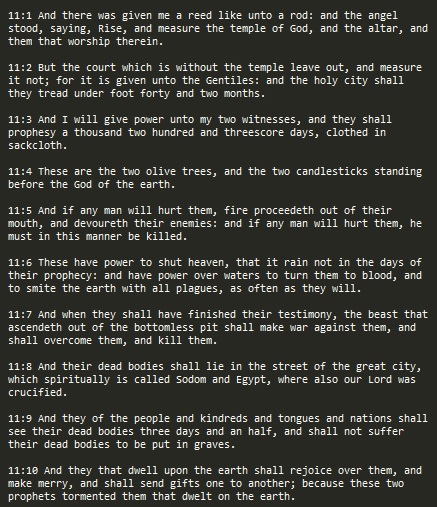 11:1 And there was given me a reed like unto a rod: and the angel
stood, saying, Rise, and measure the temple of God, and the altar, and
them that worship therein.
11:2 But the court which is without the temple leave out, and measure
it not; for it is given unto the Gentiles: and the holy city shall
they tread under foot forty and two months.
11:3 And I will give power unto my two witnesses, and they shall
prophesy a thousand two hundred and threescore days, clothed in
sackcloth.
11:4 These are the two olive trees, and the two candlesticks standing
before the God of the earth.
11:5 And if any man will hurt them, fire proceedeth out of their
mouth, and devoureth their enemies: and if any man will hurt them, he
must in this manner be killed.
11:6 These have power to shut heaven, that it rain not in the days of
their prophecy: and have power over waters to turn them to blood, and
to smite the earth with all plagues, as often as they will.
11:7 And when they shall have finished their testimony, the beast that
ascendeth out of the bottomless pit shall make war against them, and
shall overcome them, and kill them.
11:8 And their dead bodies shall lie in the street of the great city,
which spiritually is called Sodom and Egypt, where also our Lord was
crucified.
11:9 And they of the people and kindreds and tongues and nations shall
see their dead bodies three days and an half, and shall not suffer
their dead bodies to be put in graves.
11:10 And they that dwell upon the earth shall rejoice over them, and
make merry, and shall send gifts one to another; because these two
prophets tormented them that dwelt on the earth.